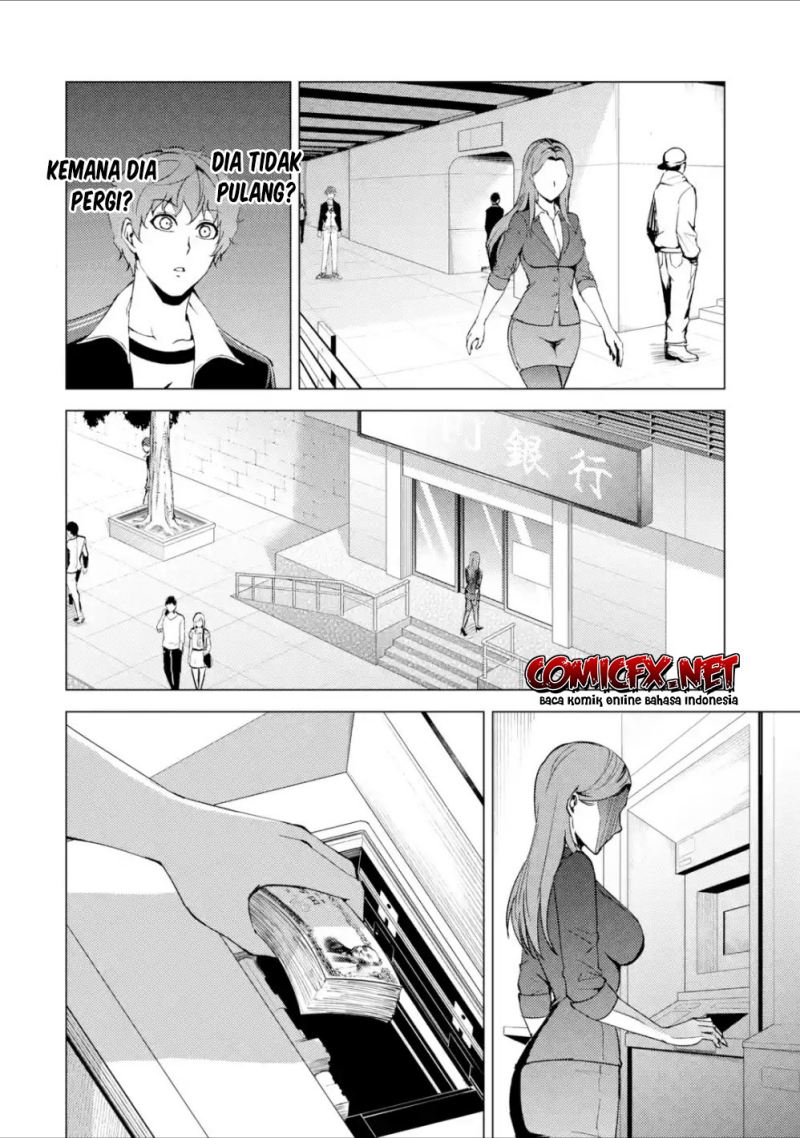 KEMANA DIA
PERGI?
DIA TIDAK
PULANG?
銀行
COMICFX.NET
BACA KOMIK ONLINE BAHASA INDONESIA